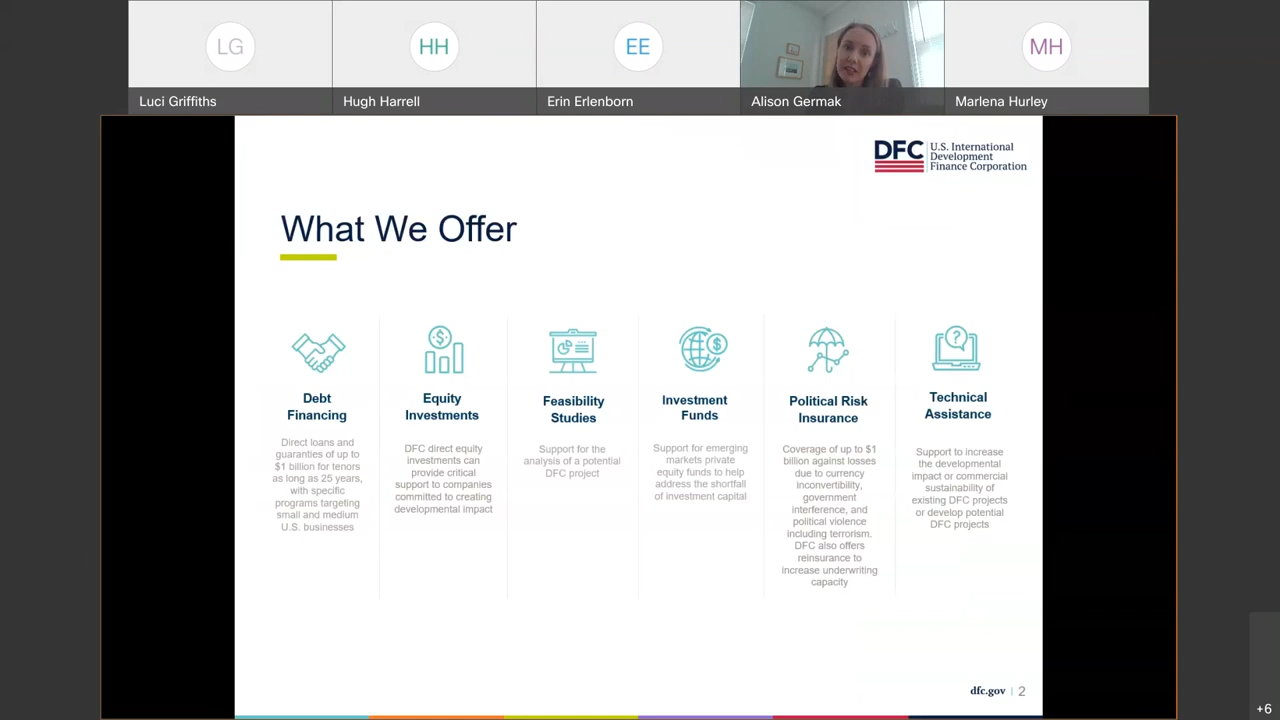 LG
HH
EE
MH
Luci Griffiths
Hugh Harrell
Erin Erlenborn
Alison Germak
Marlena Hurley
DFC
U.S. International
Development
Finance Corporation
What We Offer
Debt
Financing
Direct loans and
guaranties of up to
$1 billion for tenors
as long as 25 years,
with specific
programs targeting
small and medium
U.S. businesses
Equity
Investments
DFC direct equity
investments can
provide critical
support to companies
committed to creating
developmental impact
Feasibility
Studies
Support for the
analysis of a potential
DFC project
Investment
Funds
Support for emerging
markets private
equity funds to help
address the shortfall
of investment capital
Political Risk
Insurance
Coverage of up to $1
billion against losses
due to currency
inconvertibility,
government
interference, and
political violence
including terrorism.
DFC also offers
reinsurance to
increase underwriting
capacity
Technical
Assistance
Support to increase
the developmental
impact or commercial
sustainability of
existing DFC projects
or develop potential
DFC projects
dfc.gov | 2
+6